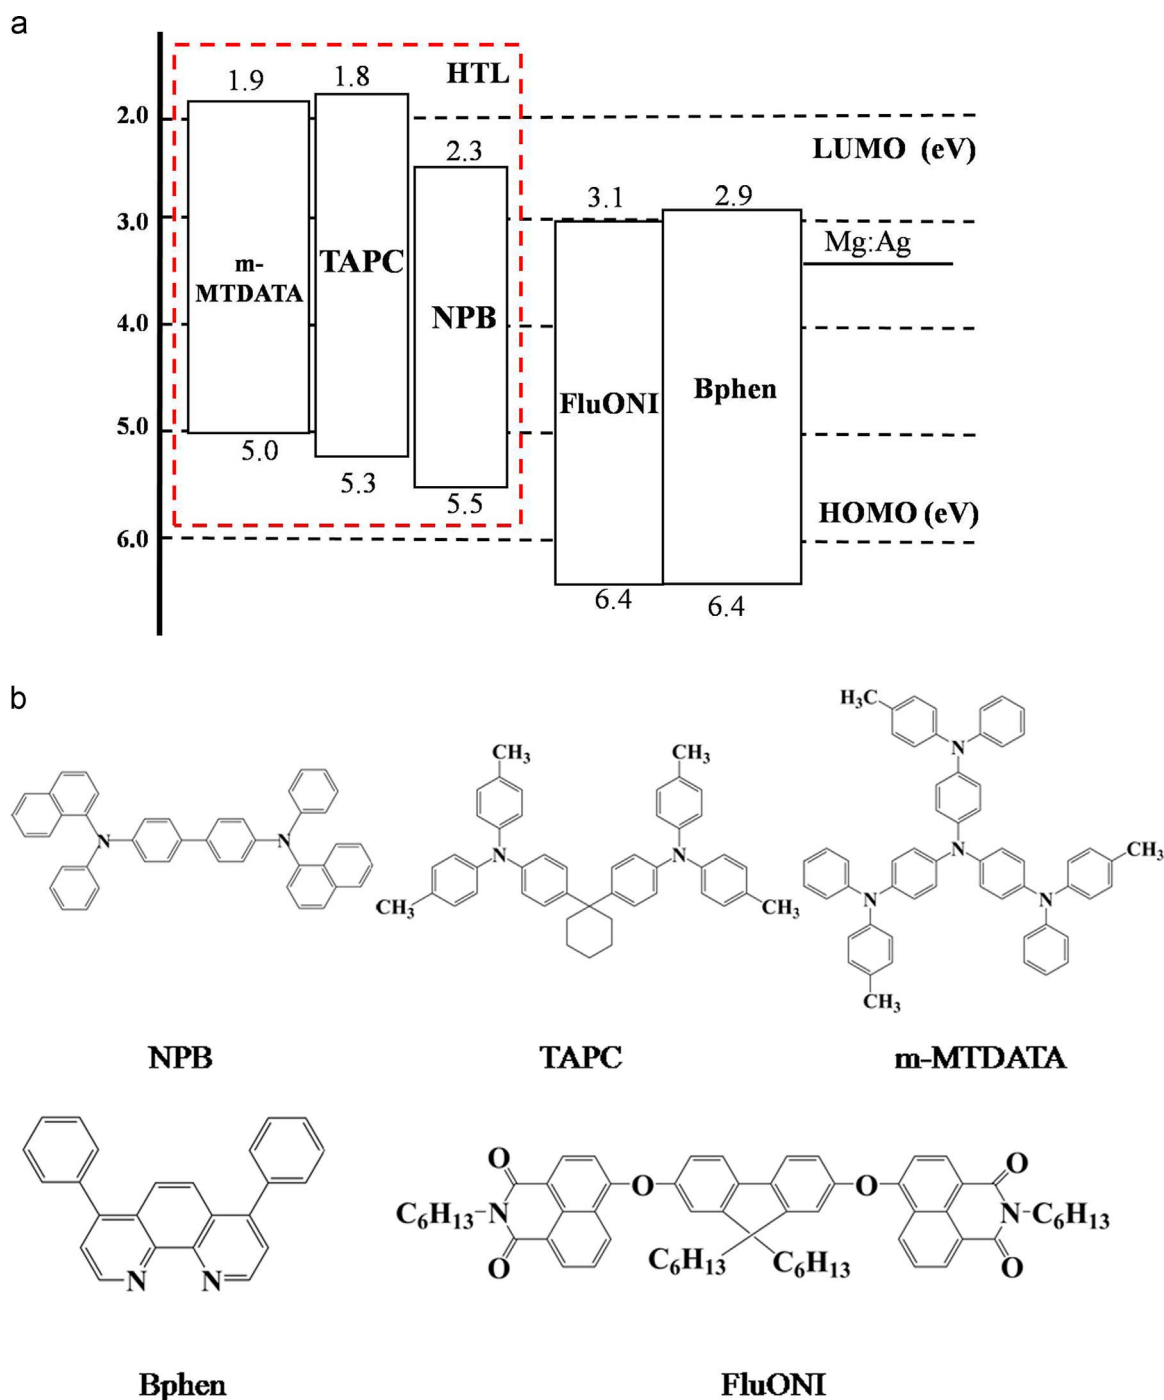 a
HTL
1.9
1.8
2.0
2.3
LUMO (eV)
3.1
2.9
3.0
Mg:Ag
m-
MTDATA
TAPC
NPB
4.0
FluONI
Bphen
5.0
5.0
5.3
5.5
HOMO (eV)
6.0
6.4
6.4
b
H₃C
N
CH₃
CH₃
N
N
N
N
N
CH₃
CH₃
CH₃
N
N
CH₃
NPB
TAPC
m-MTDATA
O
O
O
O
C₆H₁₃
N
N
C₆H₁₃
C₆H₁₃
C₆H₁₃
O
O
N
N
Bphen
FluONI